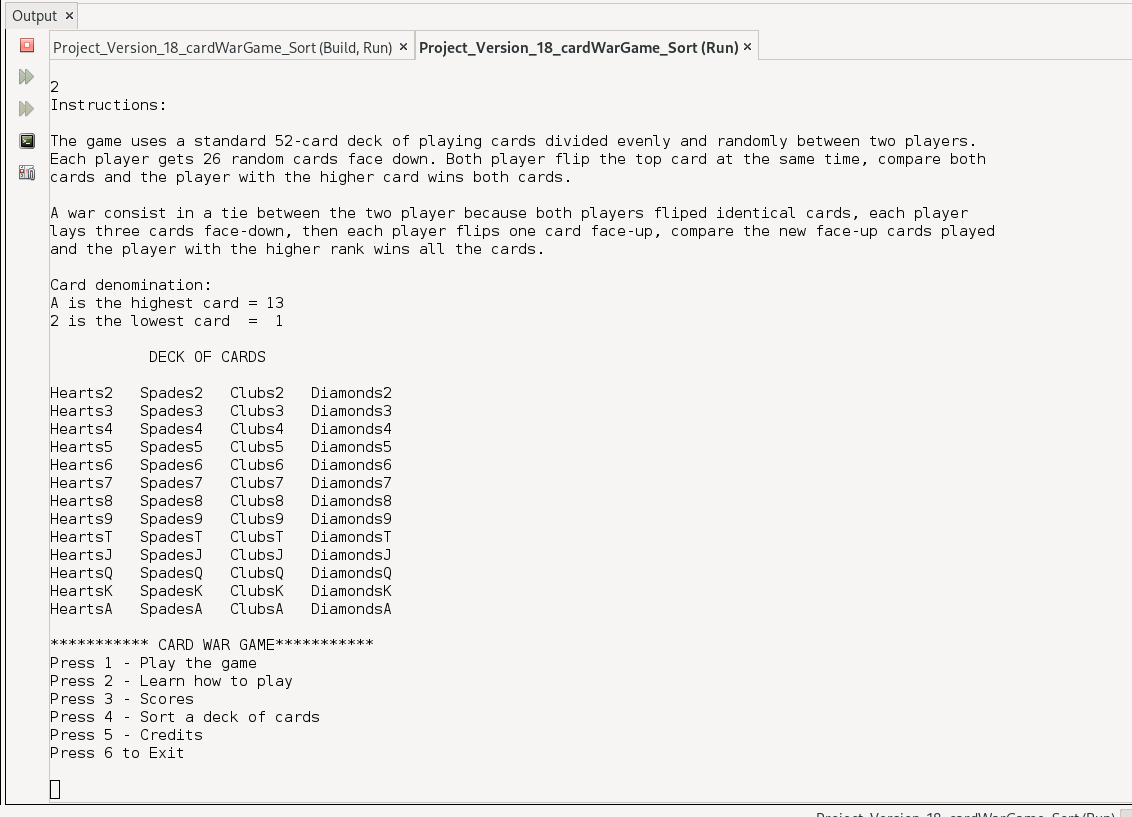 Output ×
Project_Version_18_cardWarGame_Sort (Build, Run) × Project_Version_18_cardWarGame_Sort (Run) ×
2
Instructions:
The game uses a standard 52-card deck of playing cards divided evenly and randomly between two players.
Each player gets 26 random cards face down. Both player flip the top card at the same time, compare both
cards and the player with the higher card wins both cards.
A war consist in a tie between the two player because both players fliped identical cards, each player
lays three cards face-down, then each player flips one card face-up, compare the new face-up cards played
and the player with the higher rank wins all the cards.
Card denomination:
A is the highest card = 13
2 is the lowest card  =  1
DECK OF CARDS
Hearts2   Spades2   Clubs2   Diamonds2
Hearts3   Spades3   Clubs3   Diamonds3
Hearts4   Spades4   Clubs4   Diamonds4
Hearts5   Spades5   Clubs5   Diamonds5
Hearts6   Spades6   Clubs6   Diamonds6
Hearts7   Spades7   Clubs7   Diamonds7
Hearts8   Spades8   Clubs8   Diamonds8
Hearts9   Spades9   Clubs9   Diamonds9
HeartsT   SpadesT   ClubsT   DiamondsT
HeartsJ   SpadesJ   ClubsJ   DiamondsJ
HeartsQ   SpadesQ   ClubsQ   DiamondsQ
HeartsK   SpadesK   ClubsK   DiamondsK
HeartsA   SpadesA   ClubsA   DiamondsA
*********** CARD WAR GAME***********
Press 1 - Play the game
Press 2 - Learn how to play
Press 3 - Scores
Press 4 - Sort a deck of cards
Press 5 - Credits
Press 6 to Exit
Project_Version_18_cardWarGame_Sort (Run)